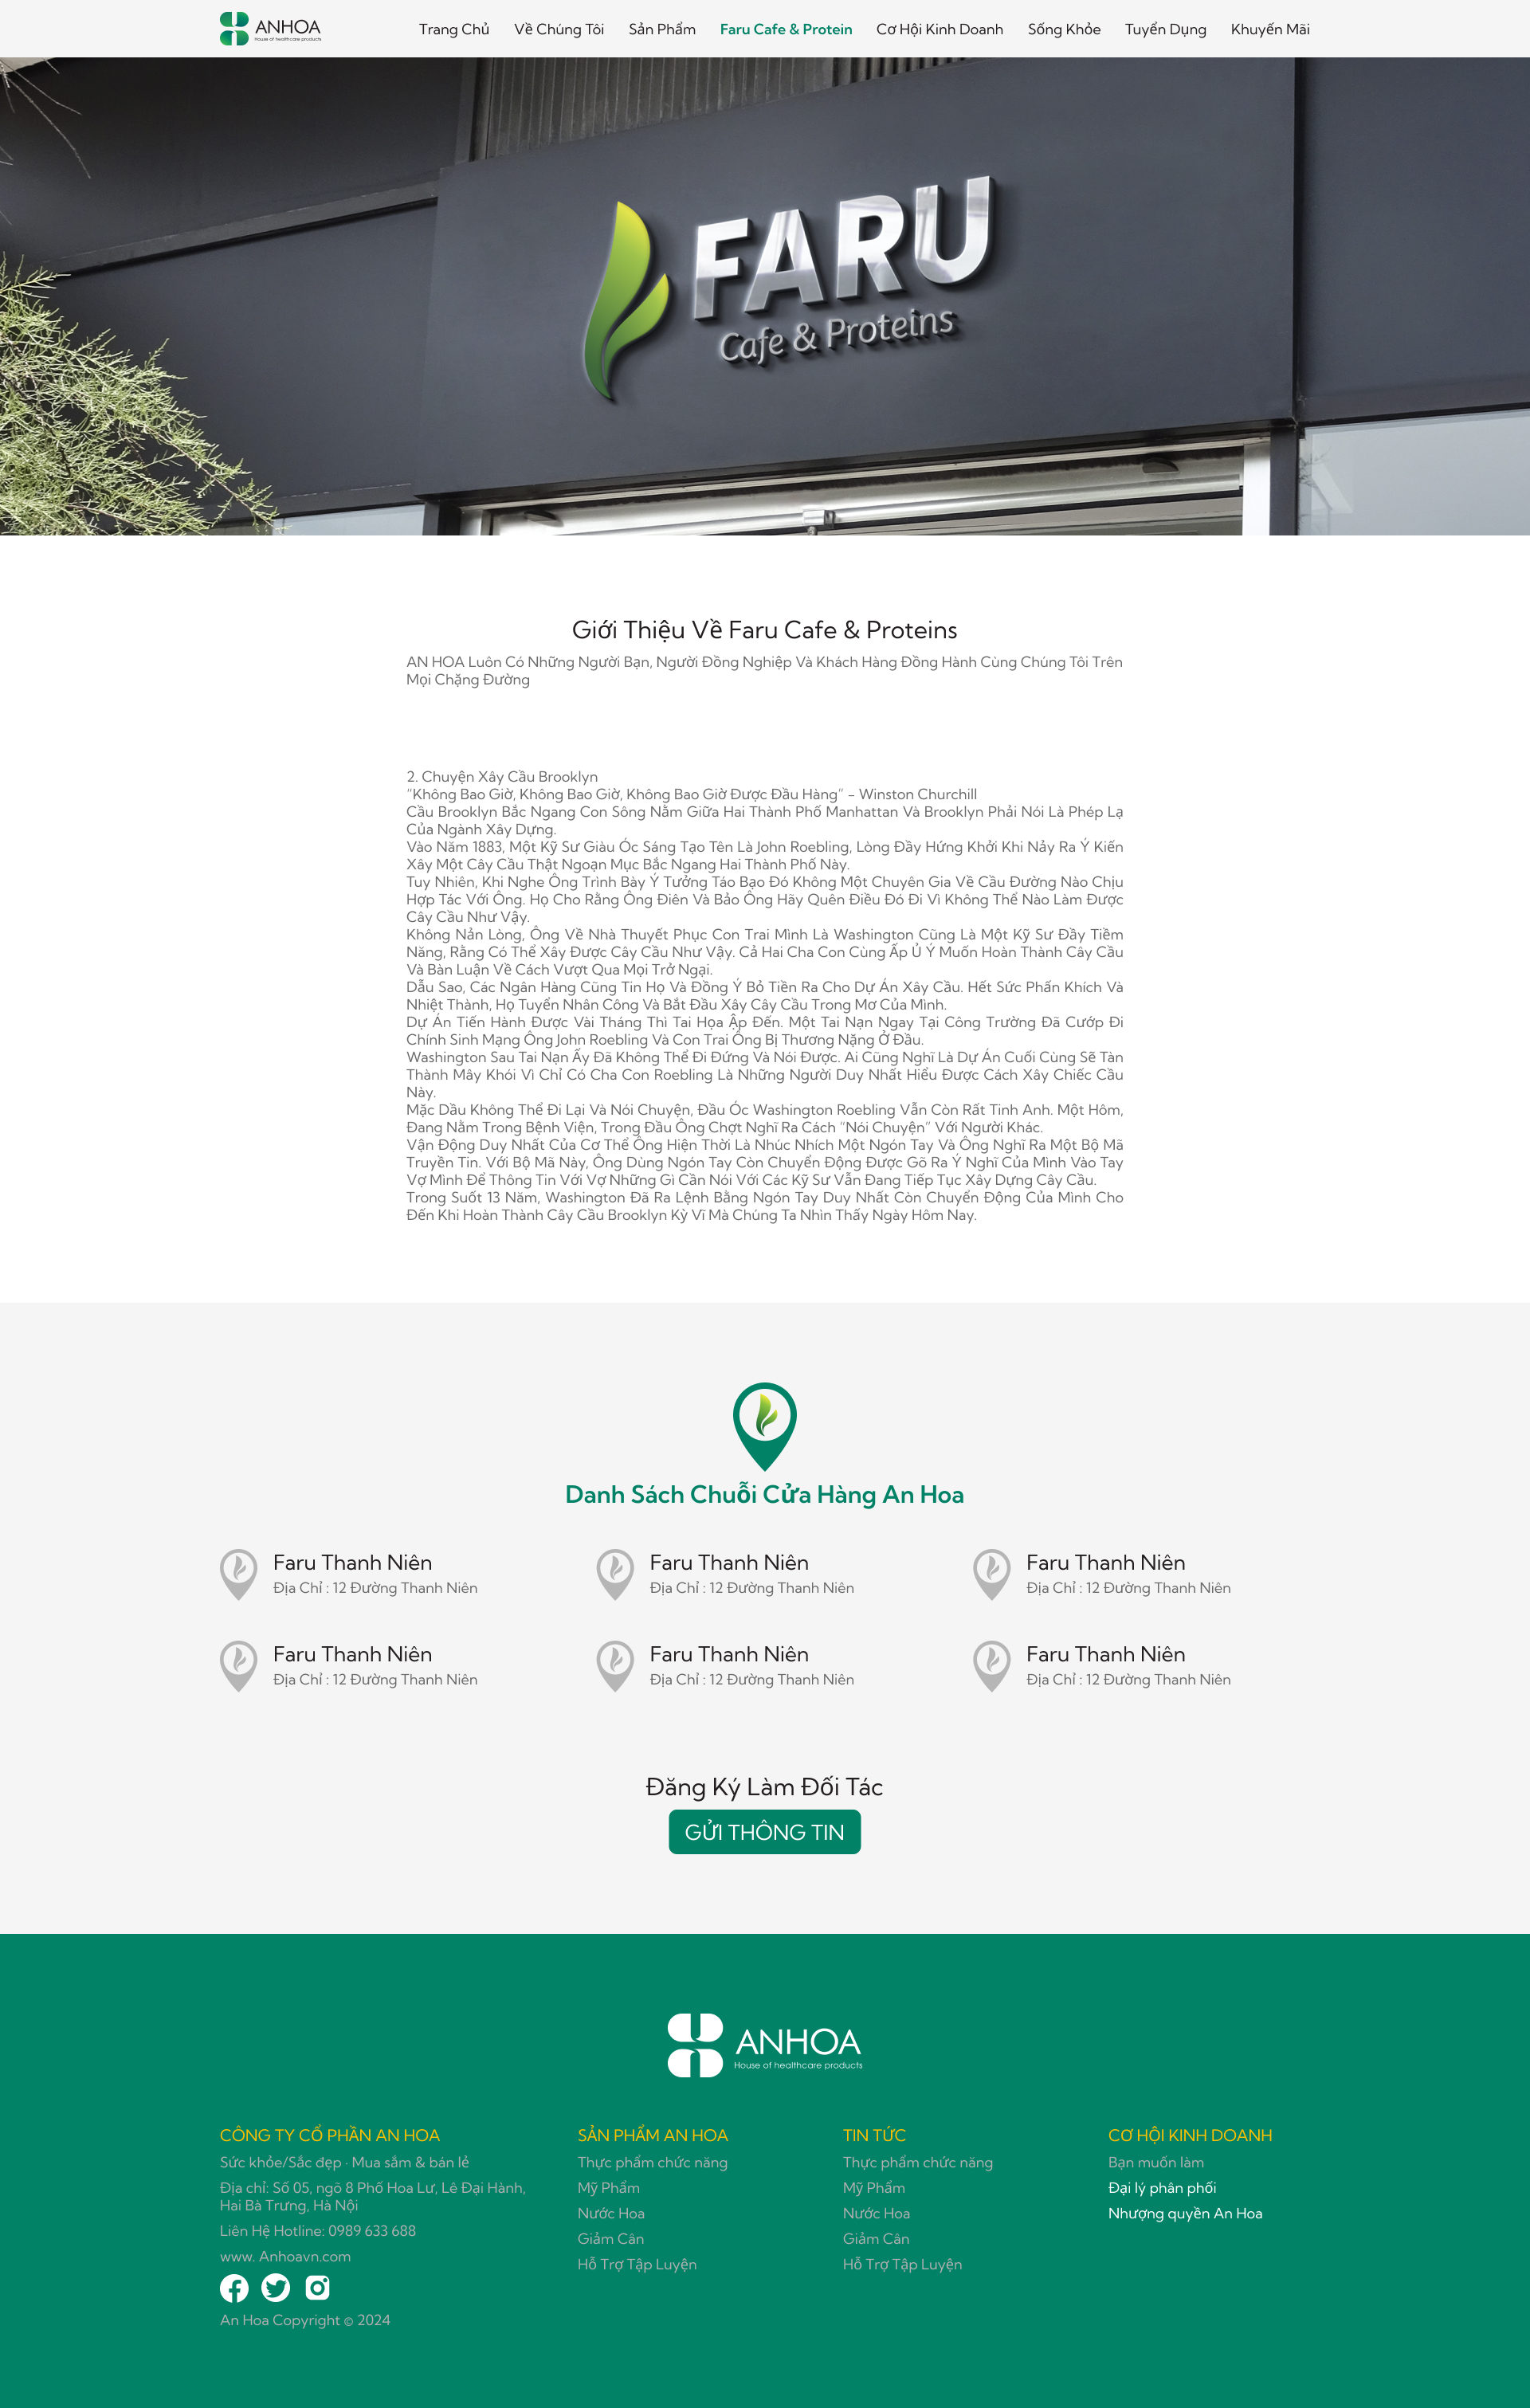 ANHOA
House of healthcare products
Trang Chủ
Về Chúng Tôi
Sản Phẩm
Faru Cafe & Protein
Cơ Hội Kinh Doanh
Sống Khỏe
Tuyển Dụng
Khuyến Mãi
FARU
Cafe & Proteins
Giới Thiệu Về Faru Cafe & Proteins
AN HOA Luôn Có Những Người Bạn, Người Đồng Nghiệp Và Khách Hàng Đồng Hành Cùng Chúng Tôi Trên
Mọi Chặng Đường
2. Chuyện Xây Cầu Brooklyn
“Không Bao Giờ, Không Bao Giờ, Không Bao Giờ Được Đầu Hàng” - Winston Churchill
Cầu Brooklyn Bắc Ngang Con Sông Nằm Giữa Hai Thành Phố Manhattan Và Brooklyn Phải Nói Là Phép Lạ
Của Ngành Xây Dựng.
Vào Năm 1883, Một Kỹ Sư Giàu Óc Sáng Tạo Tên Là John Roebling, Lòng Đầy Hứng Khởi Khi Nảy Ra Ý Kiến
Xây Một Cây Cầu Thật Ngoạn Mục Bắc Ngang Hai Thành Phố Này.
Tuy Nhiên, Khi Nghe Ông Trình Bày Ý Tưởng Táo Bạo Đó Không Một Chuyên Gia Về Cầu Đường Nào Chịu
Hợp Tác Với Ông. Họ Cho Rằng Ông Điên Và Bảo Ông Hãy Quên Điều Đó Đi Vì Không Thể Nào Làm Được
Cây Cầu Như Vậy.
Không Nản Lòng, Ông Về Nhà Thuyết Phục Con Trai Mình Là Washington Cũng Là Một Kỹ Sư Đầy Tiềm
Năng, Rằng Có Thể Xây Được Cây Cầu Như Vậy. Cả Hai Cha Con Cùng Ấp Ủ Ý Muốn Hoàn Thành Cây Cầu
Và Bàn Luận Về Cách Vượt Qua Mọi Trở Ngại.
Dẫu Sao, Các Ngân Hàng Cũng Tin Họ Và Đồng Ý Bỏ Tiền Ra Cho Dự Án Xây Cầu. Hết Sức Phấn Khích Và
Nhiệt Thành, Họ Tuyển Nhân Công Và Bắt Đầu Xây Cây Cầu Trong Mơ Của Mình.
Dự Án Tiến Hành Được Vài Tháng Thì Tai Họa Ập Đến. Một Tai Nạn Ngay Tại Công Trường Đã Cướp Đi
Chính Sinh Mạng Ông John Roebling Và Con Trai Ông Bị Thương Nặng Ở Đầu.
Washington Sau Tai Nạn Ấy Đã Không Thể Đi Đứng Và Nói Được. Ai Cũng Nghĩ Là Dự Án Cuối Cùng Sẽ Tàn
Thành Mây Khói Vì Chỉ Có Cha Con Roebling Là Những Người Duy Nhất Hiểu Được Cách Xây Chiếc Cầu
Này.
Mặc Dầu Không Thể Đi Lại Và Nói Chuyện, Đầu Óc Washington Roebling Vẫn Còn Rất Tinh Anh. Một Hôm,
Đang Nằm Trong Bệnh Viện, Trong Đầu Ông Chợt Nghĩ Ra Cách “Nói Chuyện” Với Người Khác.
Vận Động Duy Nhất Của Cơ Thể Ông Hiện Thời Là Nhúc Nhích Một Ngón Tay Và Ông Nghĩ Ra Một Bộ Mã
Truyền Tin. Với Bộ Mã Này, Ông Dùng Ngón Tay Còn Chuyển Động Được Gõ Ra Ý Nghĩ Của Mình Vào Tay
Vợ Mình Để Thông Tin Với Vợ Những Gì Cần Nói Với Các Kỹ Sư Vẫn Đang Tiếp Tục Xây Dựng Cây Cầu.
Trong Suốt 13 Năm, Washington Đã Ra Lệnh Bằng Ngón Tay Duy Nhất Còn Chuyển Động Của Mình Cho
Đến Khi Hoàn Thành Cây Cầu Brooklyn Kỳ Vĩ Mà Chúng Ta Nhìn Thấy Ngày Hôm Nay.
Danh Sách Chuỗi Cửa Hàng An Hoa
Faru Thanh Niên
Địa Chỉ : 12 Đường Thanh Niên
Faru Thanh Niên
Địa Chỉ : 12 Đường Thanh Niên
Faru Thanh Niên
Địa Chỉ : 12 Đường Thanh Niên
Faru Thanh Niên
Địa Chỉ : 12 Đường Thanh Niên
Faru Thanh Niên
Địa Chỉ : 12 Đường Thanh Niên
Faru Thanh Niên
Địa Chỉ : 12 Đường Thanh Niên
Đăng Ký Làm Đối Tác
GỬI THÔNG TIN
ANHOA
House of healthcare products
CÔNG TY CỔ PHẦN AN HOA
Sức khỏe/Sắc đẹp · Mua sắm & bán lẻ
Địa chỉ: Số 05, ngõ 8 Phố Hoa Lư, Lê Đại Hành,
Hai Bà Trưng, Hà Nội
Liên Hệ Hotline: 0989 633 688
www. Anhoavn.com
An Hoa Copyright © 2024
SẢN PHẨM AN HOA
Thực phẩm chức năng
Mỹ Phẩm
Nước Hoa
Giảm Cân
Hỗ Trợ Tập Luyện
TIN TỨC
Thực phẩm chức năng
Mỹ Phẩm
Nước Hoa
Giảm Cân
Hỗ Trợ Tập Luyện
CƠ HỘI KINH DOANH
Bạn muốn làm
Đại lý phân phối
Nhượng quyền An Hoa